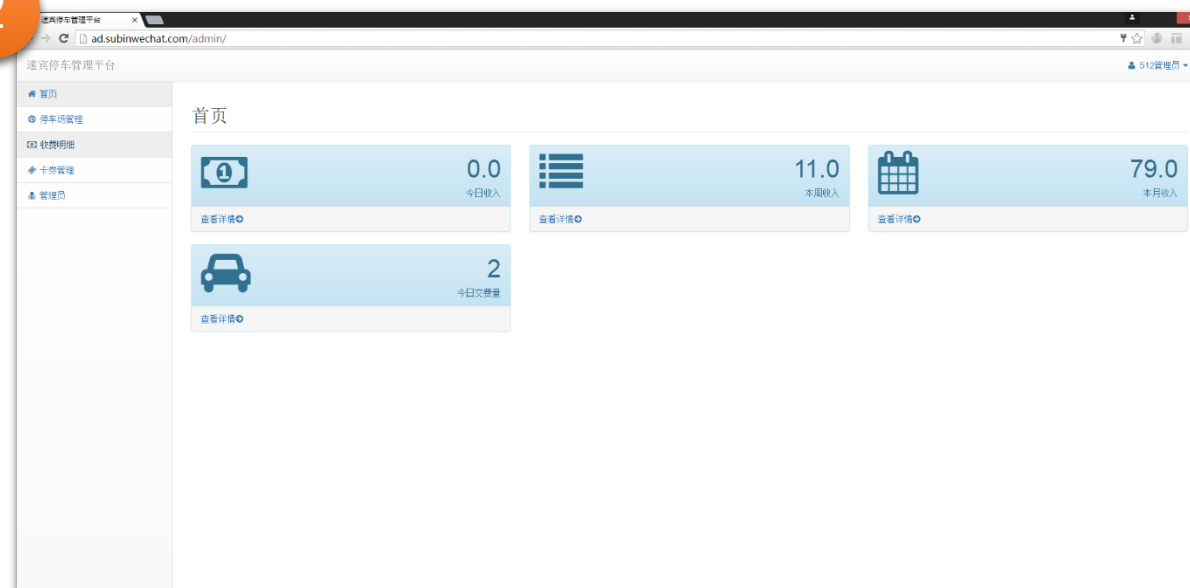 2
速宾停车管理平台
ad.subinwechat.com/admin/
速宾停车管理平台
512管理员
首页
停车场管理
收费明细
卡券管理
管理员
首页
0.0
今日收入
查看详情
11.0
本周收入
查看详情
79.0
本月收入
查看详情
2
今日交费量
查看详情